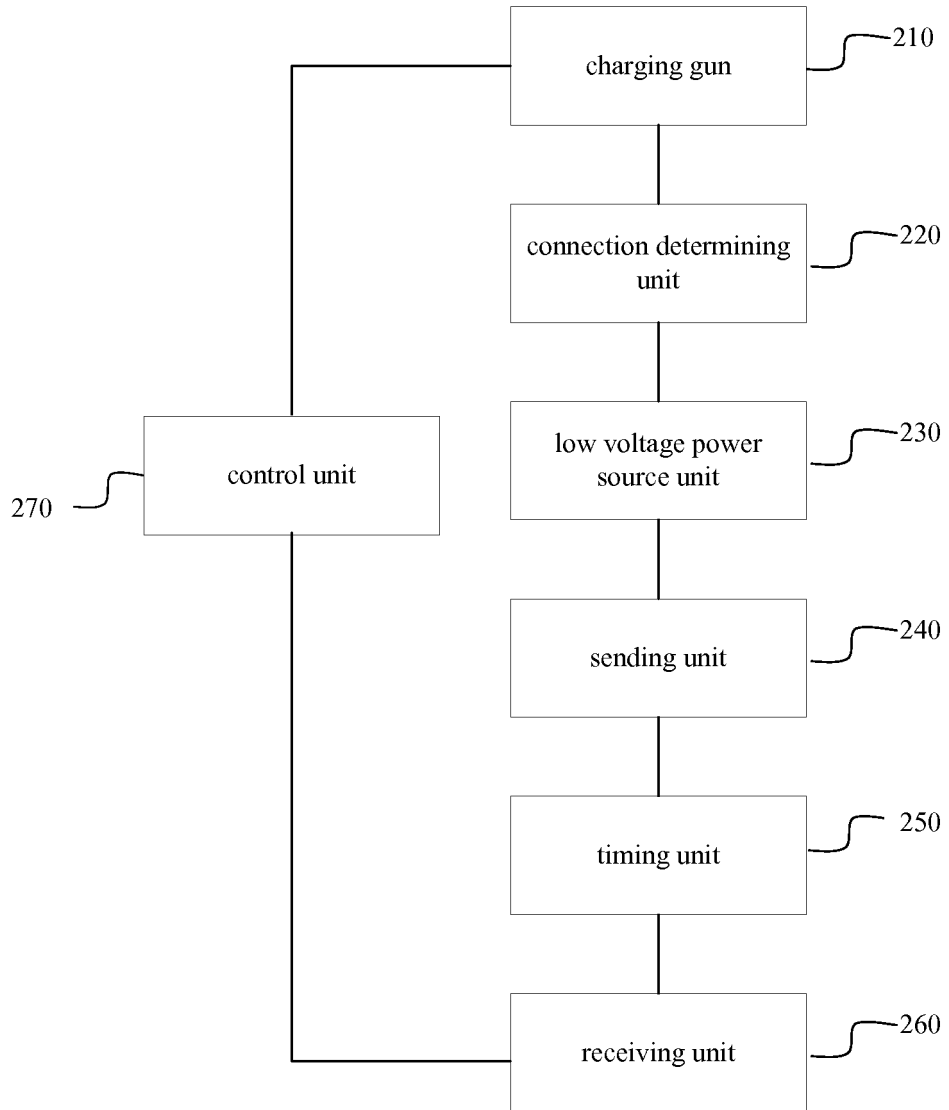 charging gun
210
connection determining
unit
220
low voltage power
source unit
230
control unit
270
sending unit
240
timing unit
250
receiving unit
260